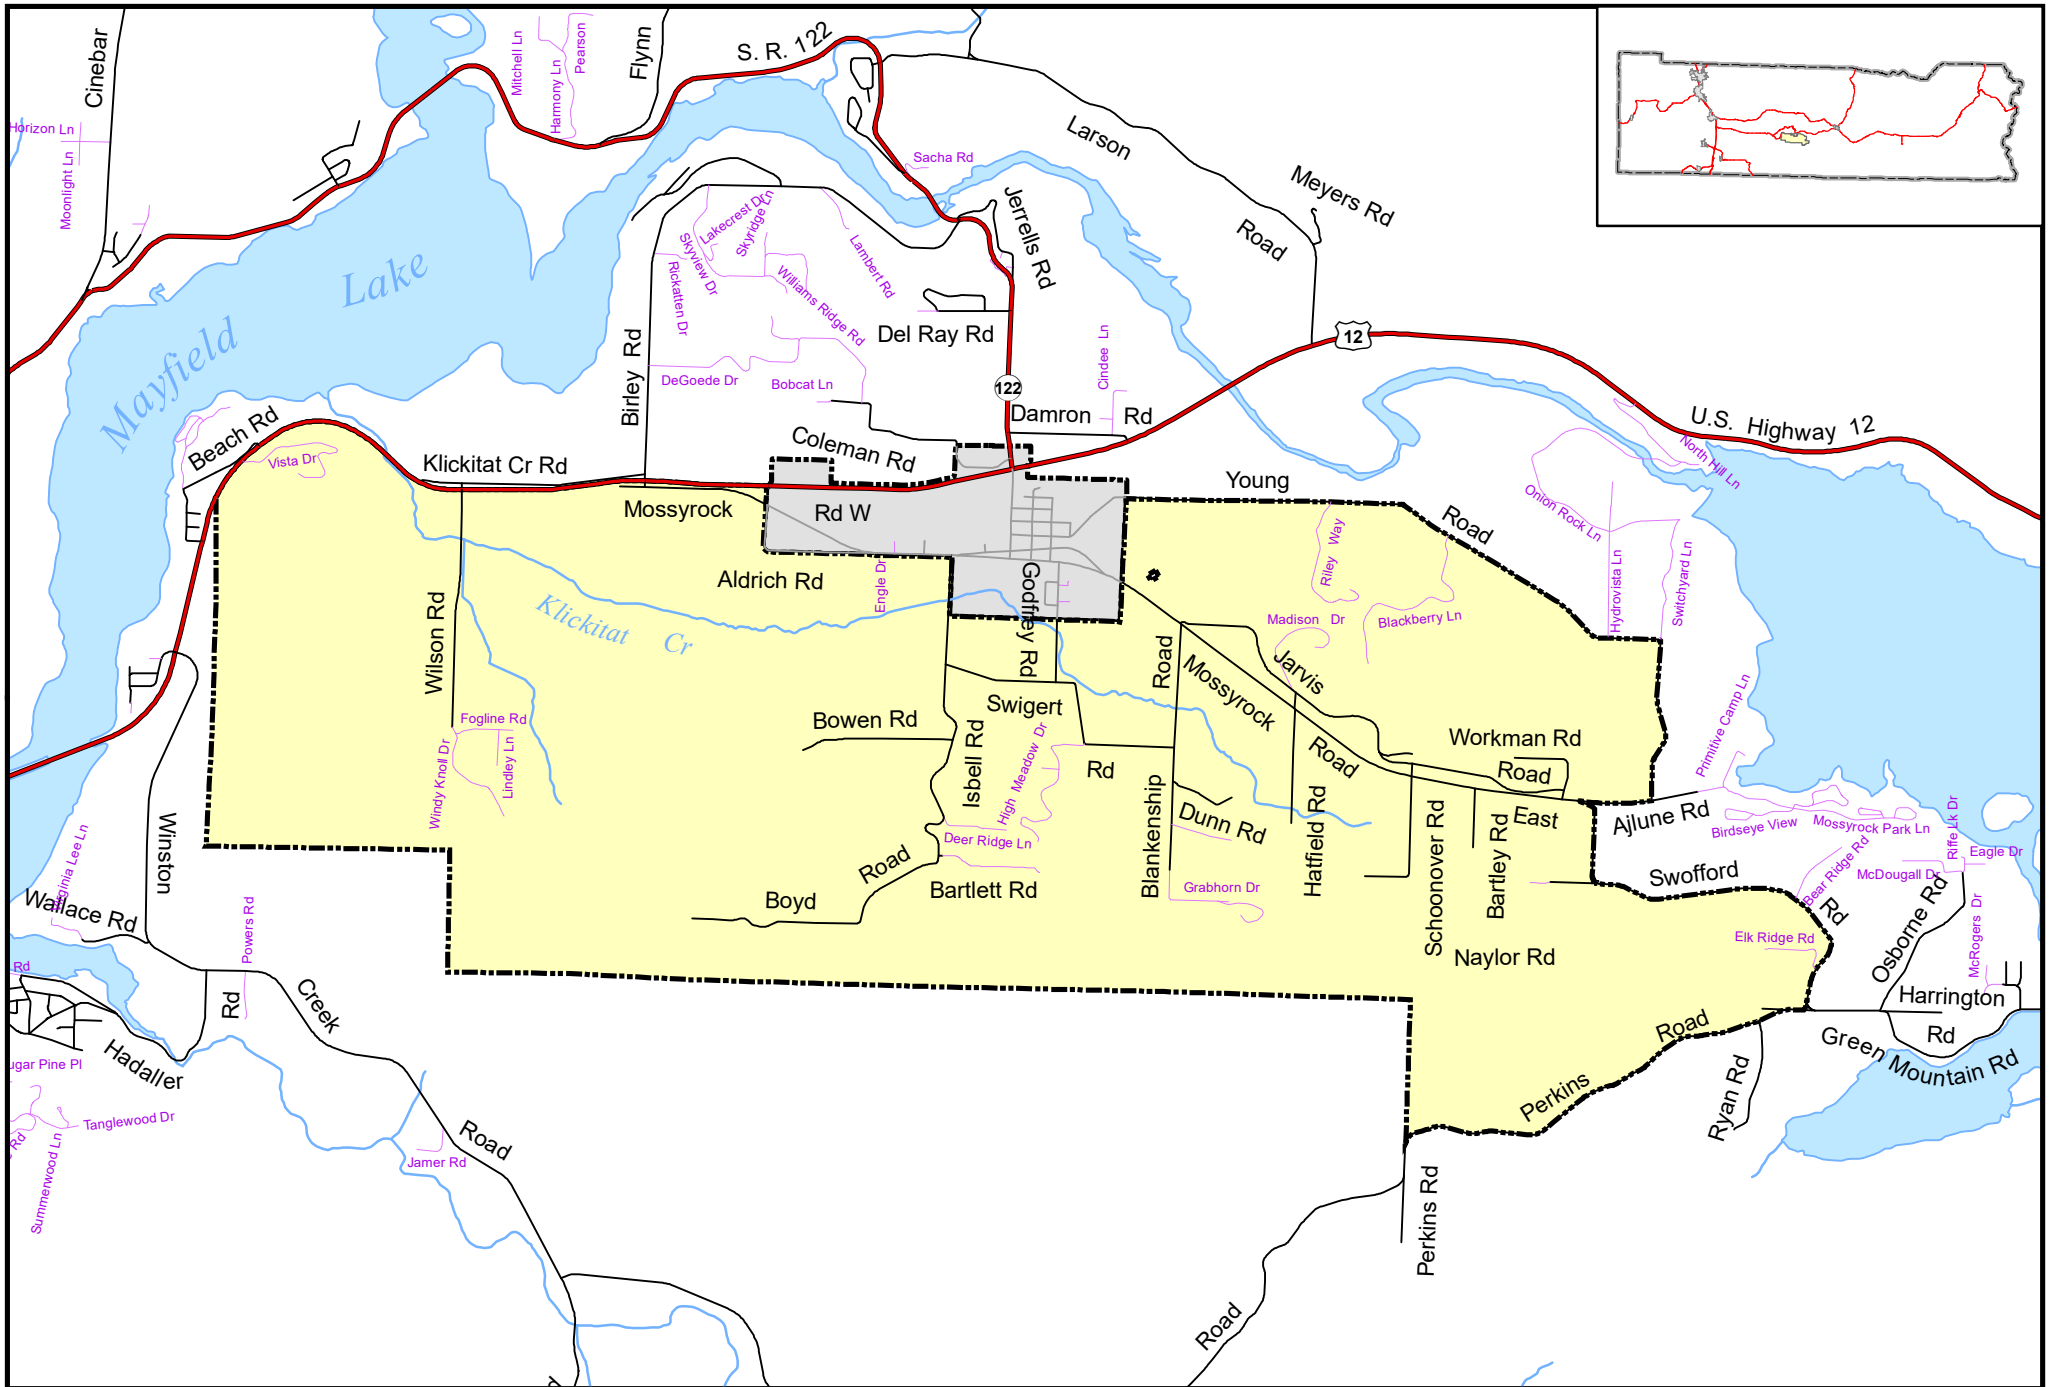 Cinebar
Horizon Ln
Moonlight Ln
Mitchell Ln
Harmony Ln
Pearson
Flynn
S. R. 122
Larson
Road
Meyers Rd
Sacha Rd
Jerrells Rd
Lakecrest Dr
Skyridge Ln
Skyview Dr
Rickatten Dr
Williams Ridge Rd
Lambert Rd
Mayfield
Lake
Birley Rd
Del Ray Rd
DeGoede Dr
Bobcat Ln
122
Cindee Ln
Damron Rd
12
U.S. Highway 12
North Hill Ln
Beach Rd
Vista Dr
Klickitat Cr Rd
Coleman Rd
Mossyrock
Rd W
Young
Road
Onion Rock Ln
Hydrovista Ln
Switchyard Ln
Aldrich Rd
Engle Dr
Godfrey Rd
Riley Way
Madison Dr
Blackberry Ln
Klickitat Cr
Wilson Rd
Fogline Rd
Windy Knoll Dr
Lindley Ln
Bowen Rd
Isbell Rd
Swigert
Rd
High Meadow Dr
Road
Blankenship
Mossyrock
Road
East
Jarvis
Road
Workman Rd
Primitive Camp Ln
Dunn Rd
Hatfield Rd
Schoonover Rd
Bartley Rd
Ajlune Rd
Birdseye View
Mossyrock Park Ln
Riffe Lk Dr
Eagle Dr
McDougall Dr
Bear Ridge Rd
Swofford
Rd
Osborne Rd
McRogers Dr
Deer Ridge Ln
Bartlett Rd
Boyd
Road
Grabhorn Dr
Naylor Rd
Elk Ridge Rd
Harrington
Rd
Green Mountain Rd
Perkins
Road
Ryan Rd
Perkins Rd
Road
Winston
Creek
Road
Virginia Lee Ln
Wallace Rd
Powers Rd
Rd
Rd
Hadaller
ugar Pine Pl
Tanglewood Dr
Summerwood Ln
Rd
Jamer Rd
d